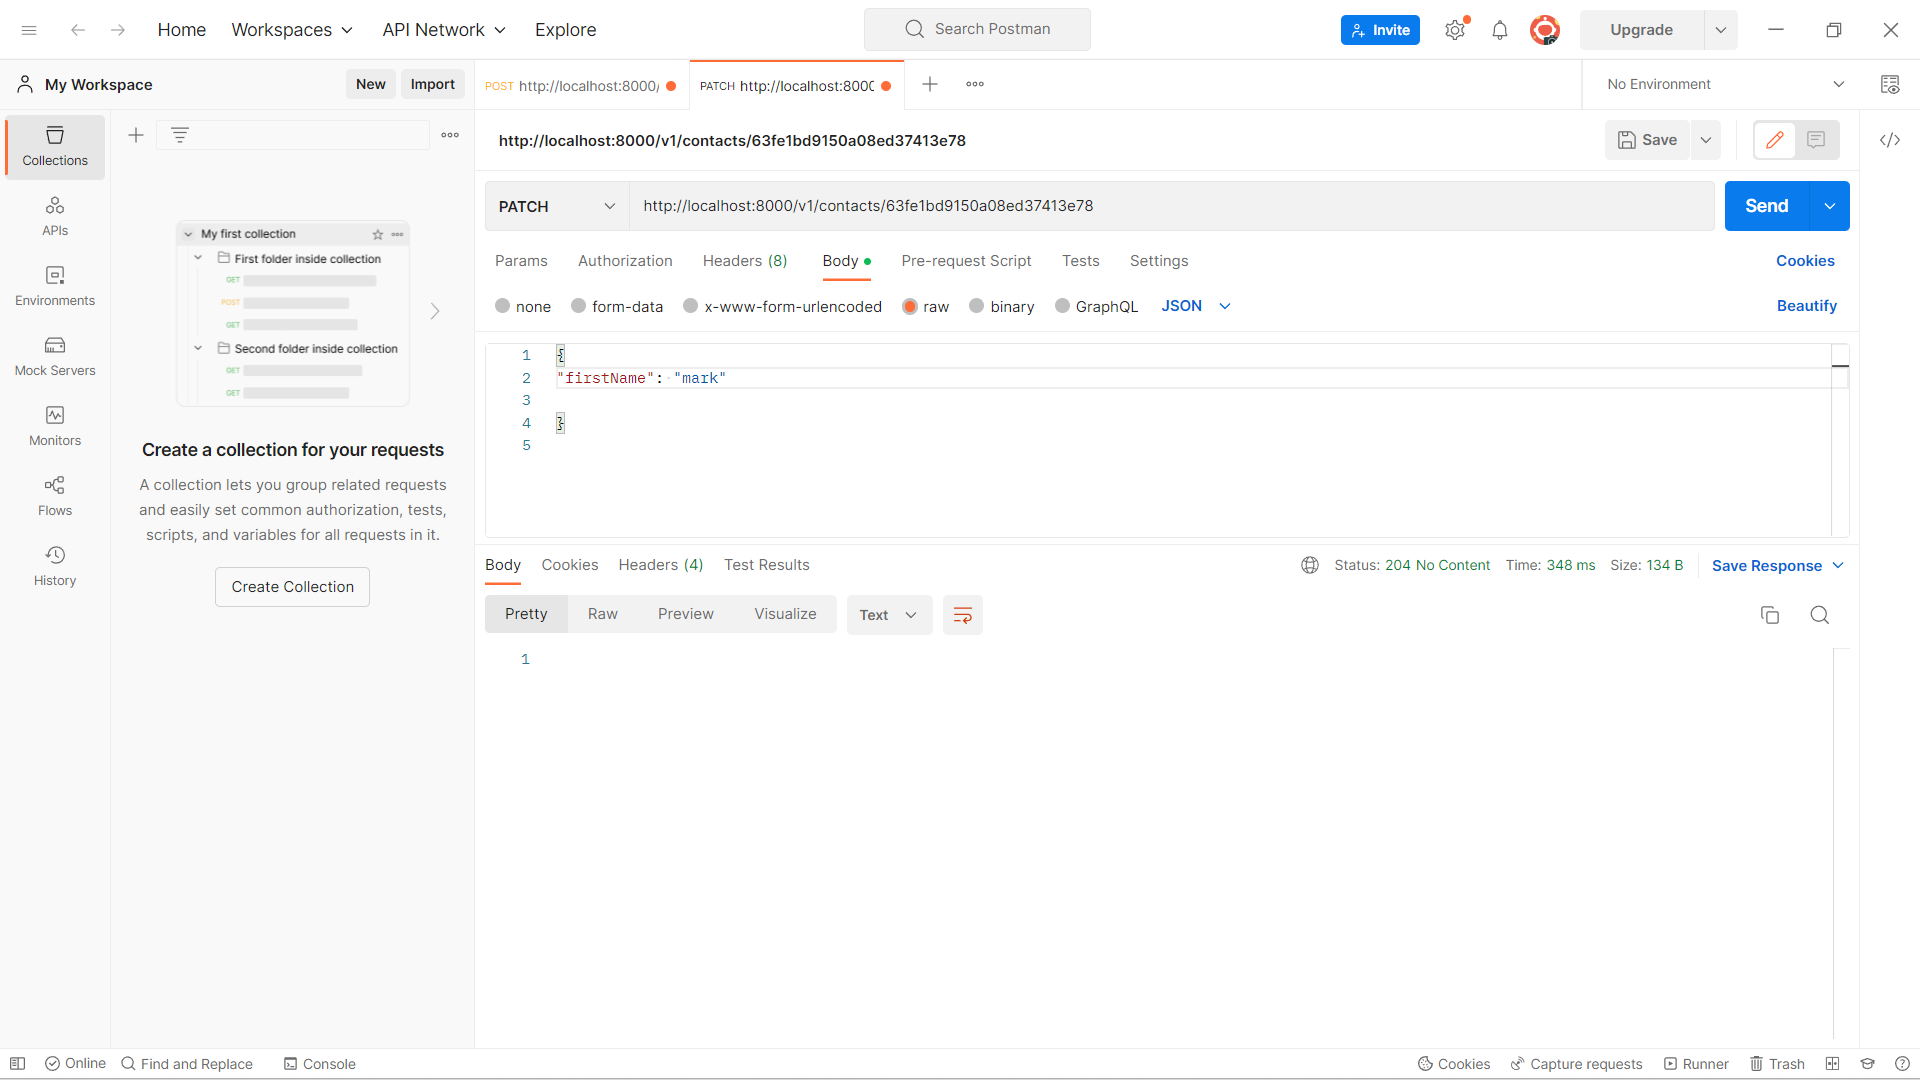 Home Workspaces API Network Explore Search Postman Invite Upgrade
My Workspace New Import
POST http://localhost:8000/ PATCH http://localhost:8000 No Environment
Collections
APIs
Environments
Mock Servers
Monitors
Flows
History
My first collection
First folder inside collection
GET
POST
GET
Second folder inside collection
GET
GET
Create a collection for your requests
A collection lets you group related requests
and easily set common authorization, tests,
scripts, and variables for all requests in it.
Create Collection
http://localhost:8000/v1/contacts/63fe1bd9150a08ed37413e78 Save
PATCH http://localhost:8000/v1/contacts/63fe1bd9150a08ed37413e78 Send
Params Authorization Headers (8) Body Pre-request Script Tests Settings Cookies
none form-data x-www-form-urlencoded raw binary GraphQL JSON Beautify
1 {
2 "firstName": "mark"
3
4 }
5
Body Cookies Headers (4) Test Results Status: 204 No Content Time: 348 ms Size: 134 B Save Response
Pretty Raw Preview Visualize Text
1
Online Find and Replace Console Cookies Capture requests Runner Trash